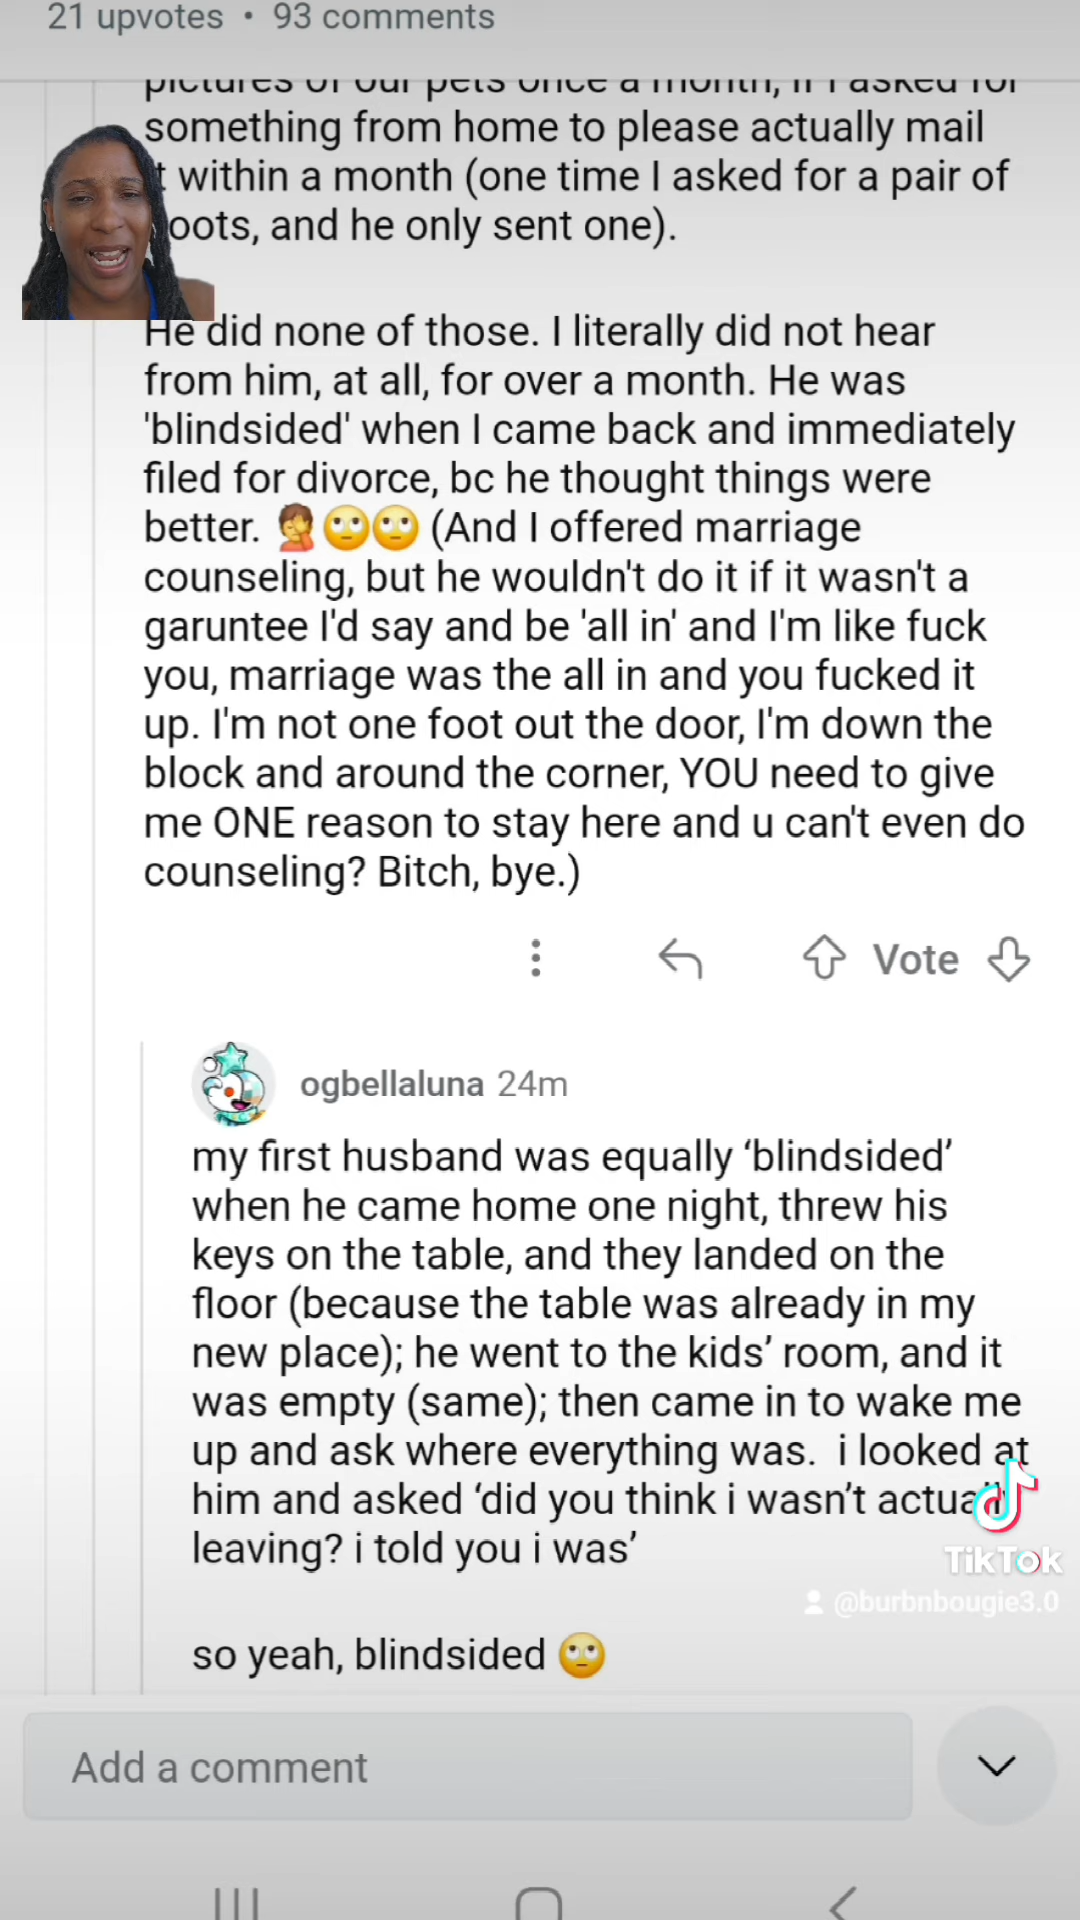 21 upvotes • 93 comments
pictures of our pets once a month, if I asked for
something from home to please actually mail
t within a month (one time I asked for a pair of
oots, and he only sent one).
He did none of those. I literally did not hear
from him, at all, for over a month. He was
'blindsided' when I came back and immediately
filed for divorce, bc he thought things were
better. 🤦🙄🙄 (And I offered marriage
counseling, but he wouldn't do it if it wasn't a
garuntee I'd say and be 'all in' and I'm like fuck
you, marriage was the all in and you fucked it
up. I'm not one foot out the door, I'm down the
block and around the corner, YOU need to give
me ONE reason to stay here and u can't even do
counseling? Bitch, bye.)
Vote
ogbellaluna 24m
my first husband was equally ‘blindsided’
when he came home one night, threw his
keys on the table, and they landed on the
floor (because the table was already in my
new place); he went to the kids’ room, and it
was empty (same); then came in to wake me
up and ask where everything was.  i looked at
him and asked ‘did you think i wasn’t actually
leaving? i told you i was’
TikTok
@burbnbougie3.0
so yeah, blindsided 🙄
Add a comment